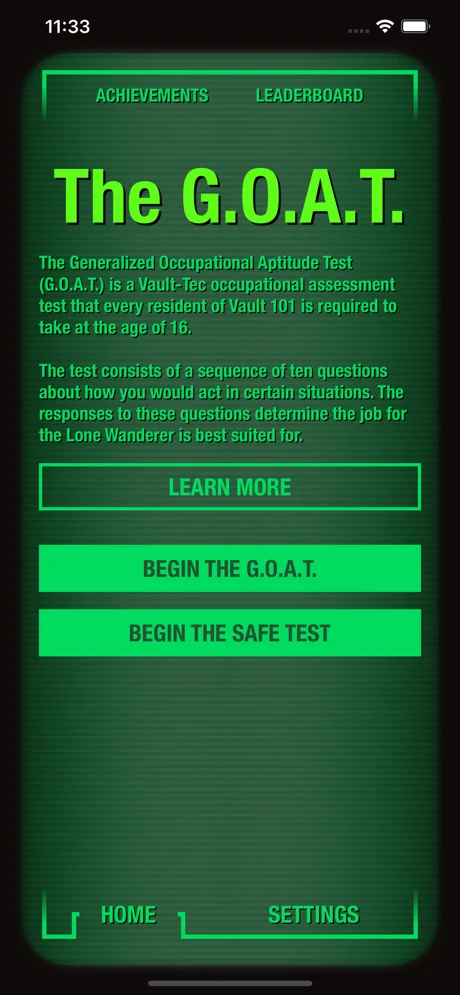 11:33
ACHIEVEMENTS LEADERBOARD
The G.O.A.T.
The Generalized Occupational Aptitude Test
(G.O.A.T.) is a Vault-Tec occupational assessment
test that every resident of Vault 101 is required to
take at the age of 16.
The test consists of a sequence of ten questions
about how you would act in certain situations. The
responses to these questions determine the job for
the Lone Wanderer is best suited for.
LEARN MORE
BEGIN THE G.O.A.T.
BEGIN THE SAFE TEST
HOME SETTINGS